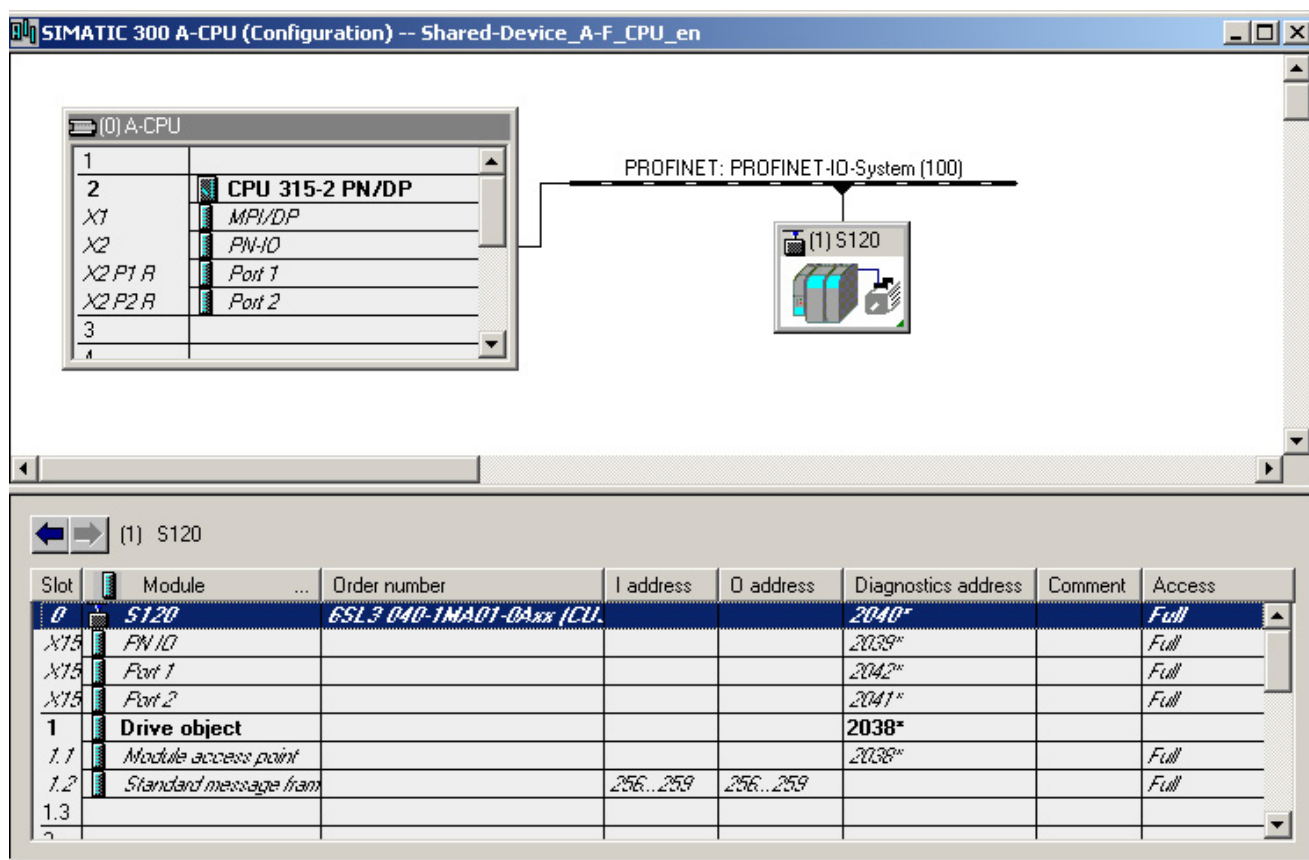 SIMATIC 300 A-CPU (Configuration) -- Shared-Device_A-F_CPU_en
(0) A-CPU
1
2 CPU 315-2 PN/DP
X1 MPI/DP
X2 PN-IO
X2 P1 R Port 1
X2 P2 R Port 2
3
4
PROFINET: PROFINET-IO-System (100)
(1) S120
(1) S120
Slot Module ... Order number I address O address Diagnostics address Comment Access
0 S120 6SL3 040-1MA01-0Axx (CU. 2040* Full
X15 PN IO 2039* Full
X15 Port 1 2042* Full
X15 Port 2 2041* Full
1 Drive object 2038*
1.1 Module access point 2038* Full
1.2 Standard message fram 256...259 256...259 Full
1.3
2